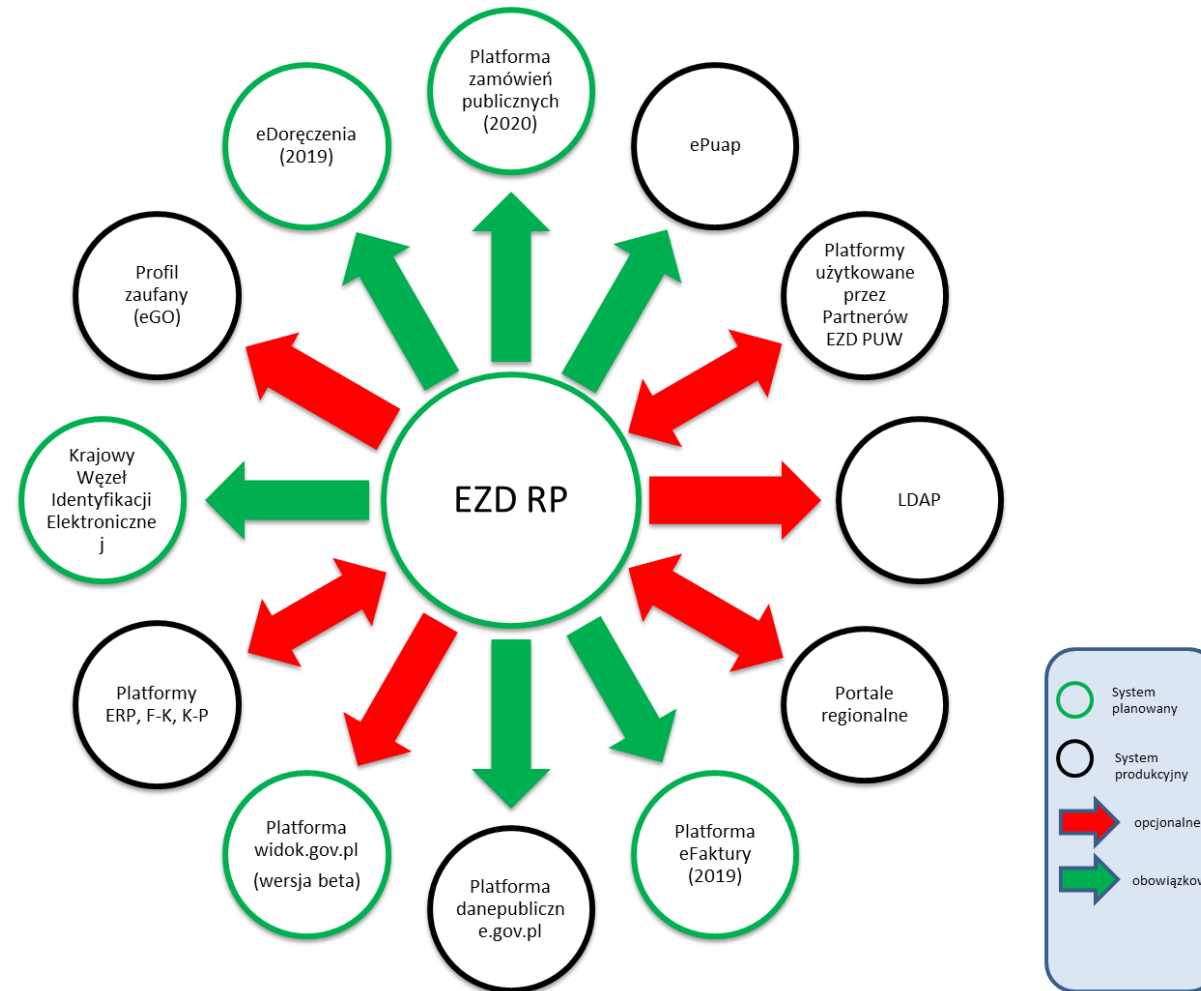 Platforma
zamówień
publicznych
(2020)
eDoręczenia
(2019)
ePuap
Profil
zaufany
(eGO)
Platformy
użytkowane
przez
Partnerów
EZD PUW
Krajowy
Węzeł
Identyfikacji
Elektroniczne
j
EZD RP
LDAP
Platformy
ERP, F-K, K-P
Portale
regionalne
Platforma
widok.gov.pl
(wersja beta)
Platforma
danepubliczn
e.gov.pl
Platforma
eFaktury
(2019)
System
planowany
System
produkcyjny
opcjonalne
obowiązkow